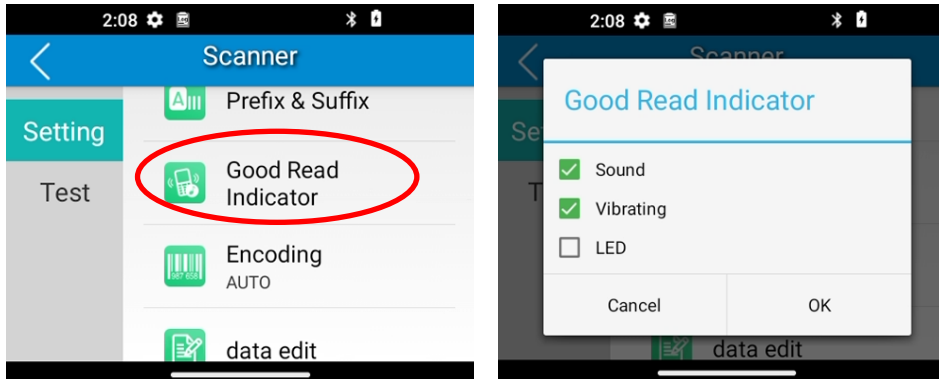 2:08
Scanner
Prefix & Suffix
Setting
Good Read
Indicator
Test
Encoding
AUTO
data edit
2:08
Scanner
Good Read Indicator
Sound
Vibrating
LED
Cancel
OK
data edit